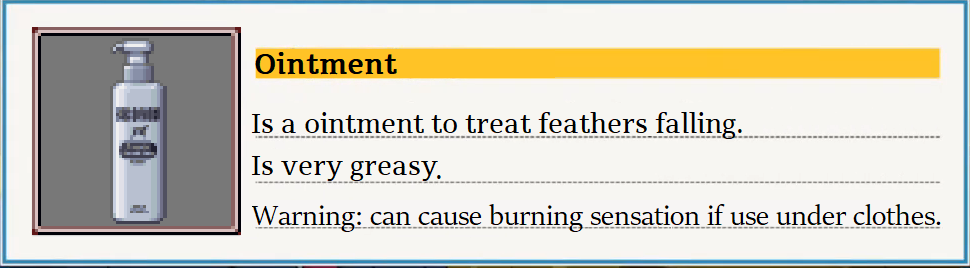 Ointment
Is a ointment to treat feathers falling.
Is very greasy.
Warning: can cause burning sensation if use under clothes.